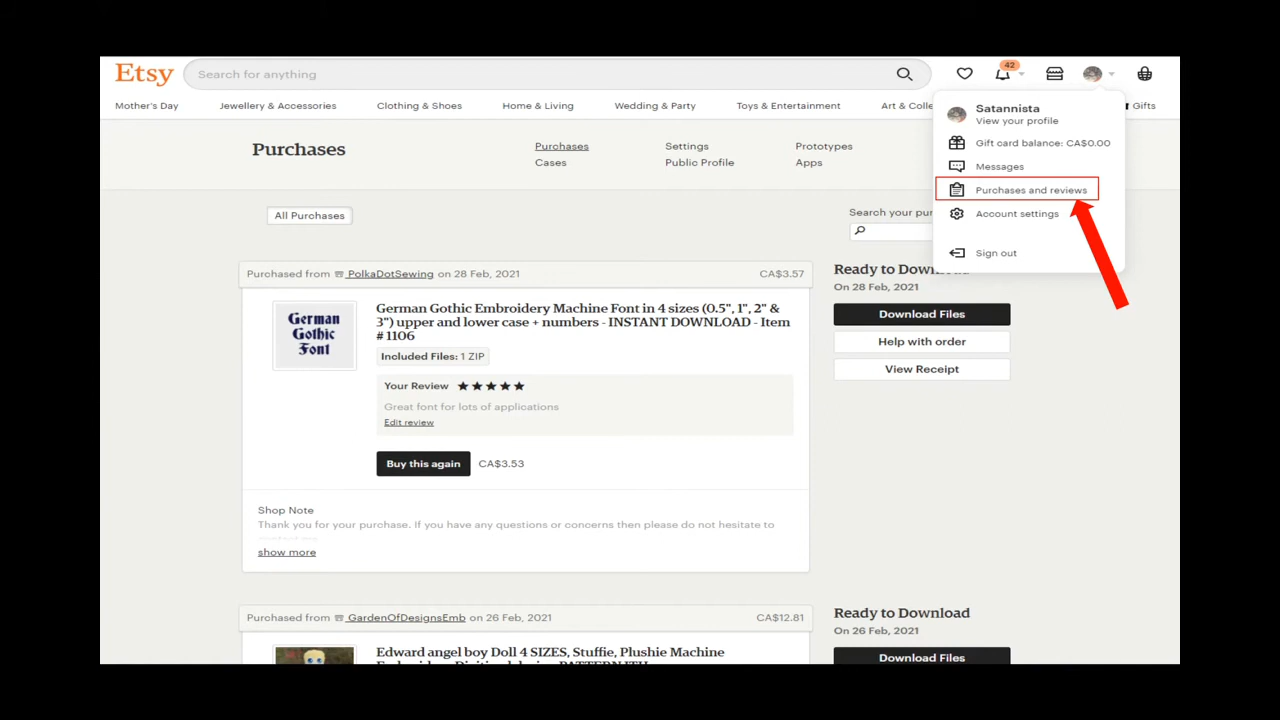 Etsy
Search for anything
42
Mother's Day
Jewellery & Accessories
Clothing & Shoes
Home & Living
Wedding & Party
Toys & Entertainment
Art & Colle
Gifts
Satannista
View your profile
Gift card balance: CA$0.00
Messages
Purchases and reviews
Account settings
Sign out
Purchases
Purchases
Settings
Prototypes
Cases
Public Profile
Apps
All Purchases
Search your pur
Purchased from PolkaDotSewing on 28 Feb, 2021
CA$3.57
German
Gothic
Font
German Gothic Embroidery Machine Font in 4 sizes (0.5", 1", 2" &
3") upper and lower case + numbers - INSTANT DOWNLOAD - Item
# 1106
Included Files: 1 ZIP
Your Review
Great font for lots of applications
Edit review
Buy this again
CA$3.53
Shop Note
Thank you for your purchase. If you have any questions or concerns then please do not hesitate to
show more
Ready to Downl
On 28 Feb, 2021
Download Files
Help with order
View Receipt
Purchased from GardenOfDesignsEmb on 26 Feb, 2021
CA$12.81
Edward angel boy Doll 4 SIZES, Stuffie, Plushie Machine
Ready to Download
On 26 Feb, 2021
Download Files